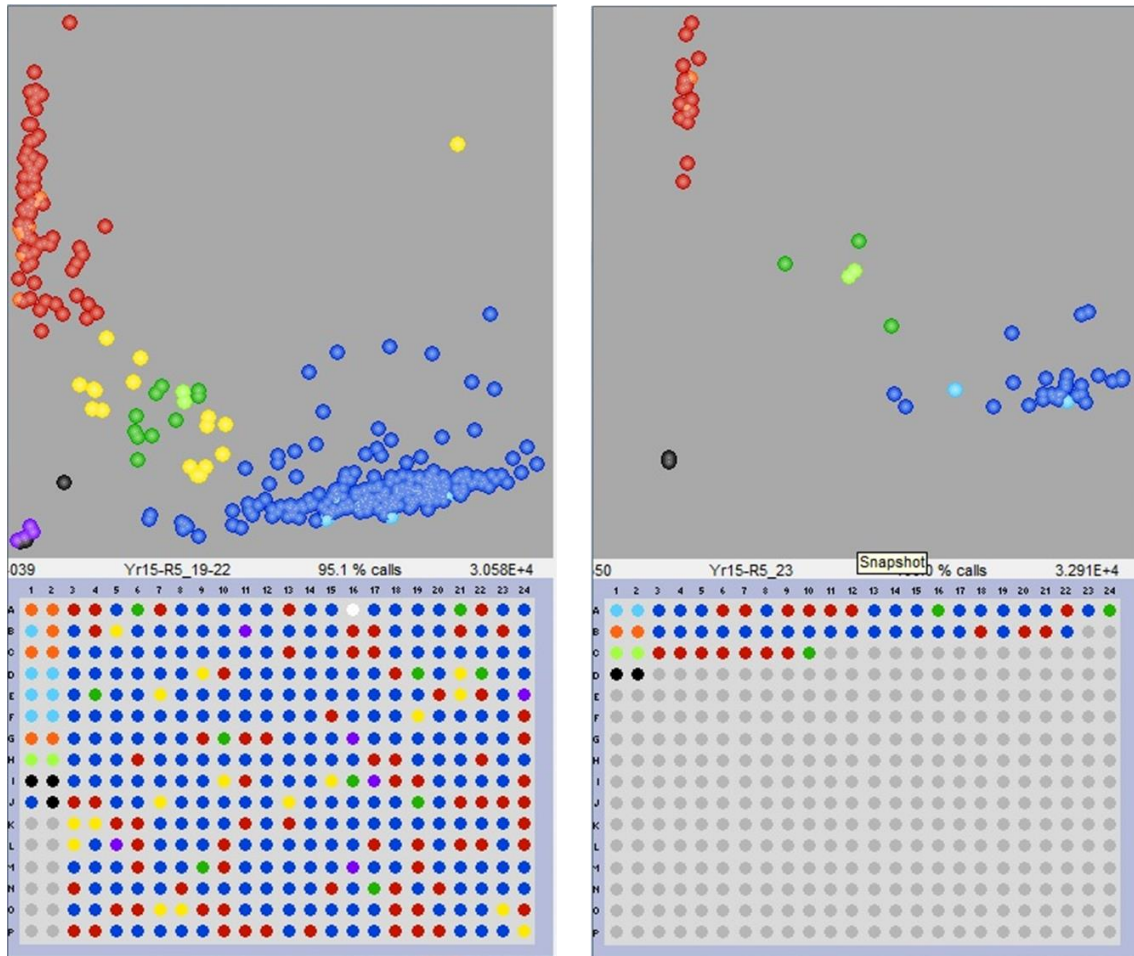 :039 Yr15-R5_19-22 95.1 % calls 3.058E+4
1 2 3 4 5 6 7 8 9 10 11 12 13 14 15 16 17 18 19 20 21 22 23 24
A
B
C
D
E
F
G
H
I
J
K
L
M
N
O
P
Snapshot
50 Yr15-R5_23 .0 % calls 3.291E+4
1 2 3 4 5 6 7 8 9 10 11 12 13 14 15 16 17 18 19 20 21 22 23 24
A
B
C
D
E
F
G
H
I
J
K
L
M
N
O
P